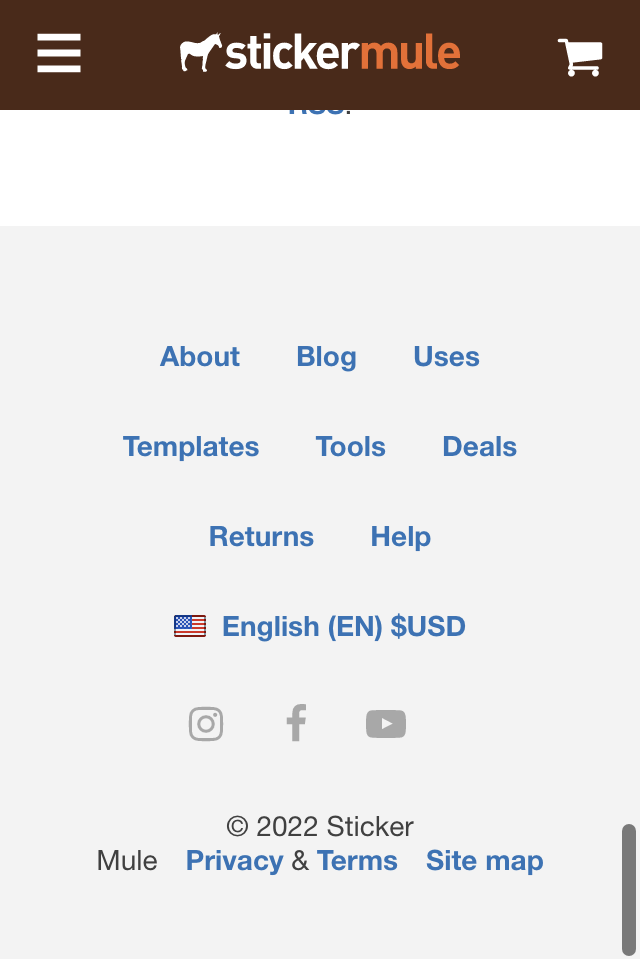 stickermule
About Blog Uses
Templates Tools Deals
Returns Help
English (EN) $USD
© 2022 Sticker
Mule Privacy & Terms Site map